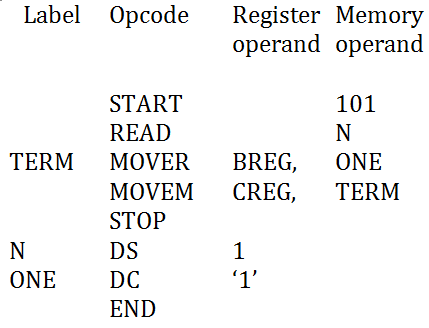 Label Opcode Register Memory
operand operand
START 101
READ N
TERM MOVER BREG, ONE
MOVEM CREG, TERM
STOP
N DS 1
ONE DC ‘1’
END